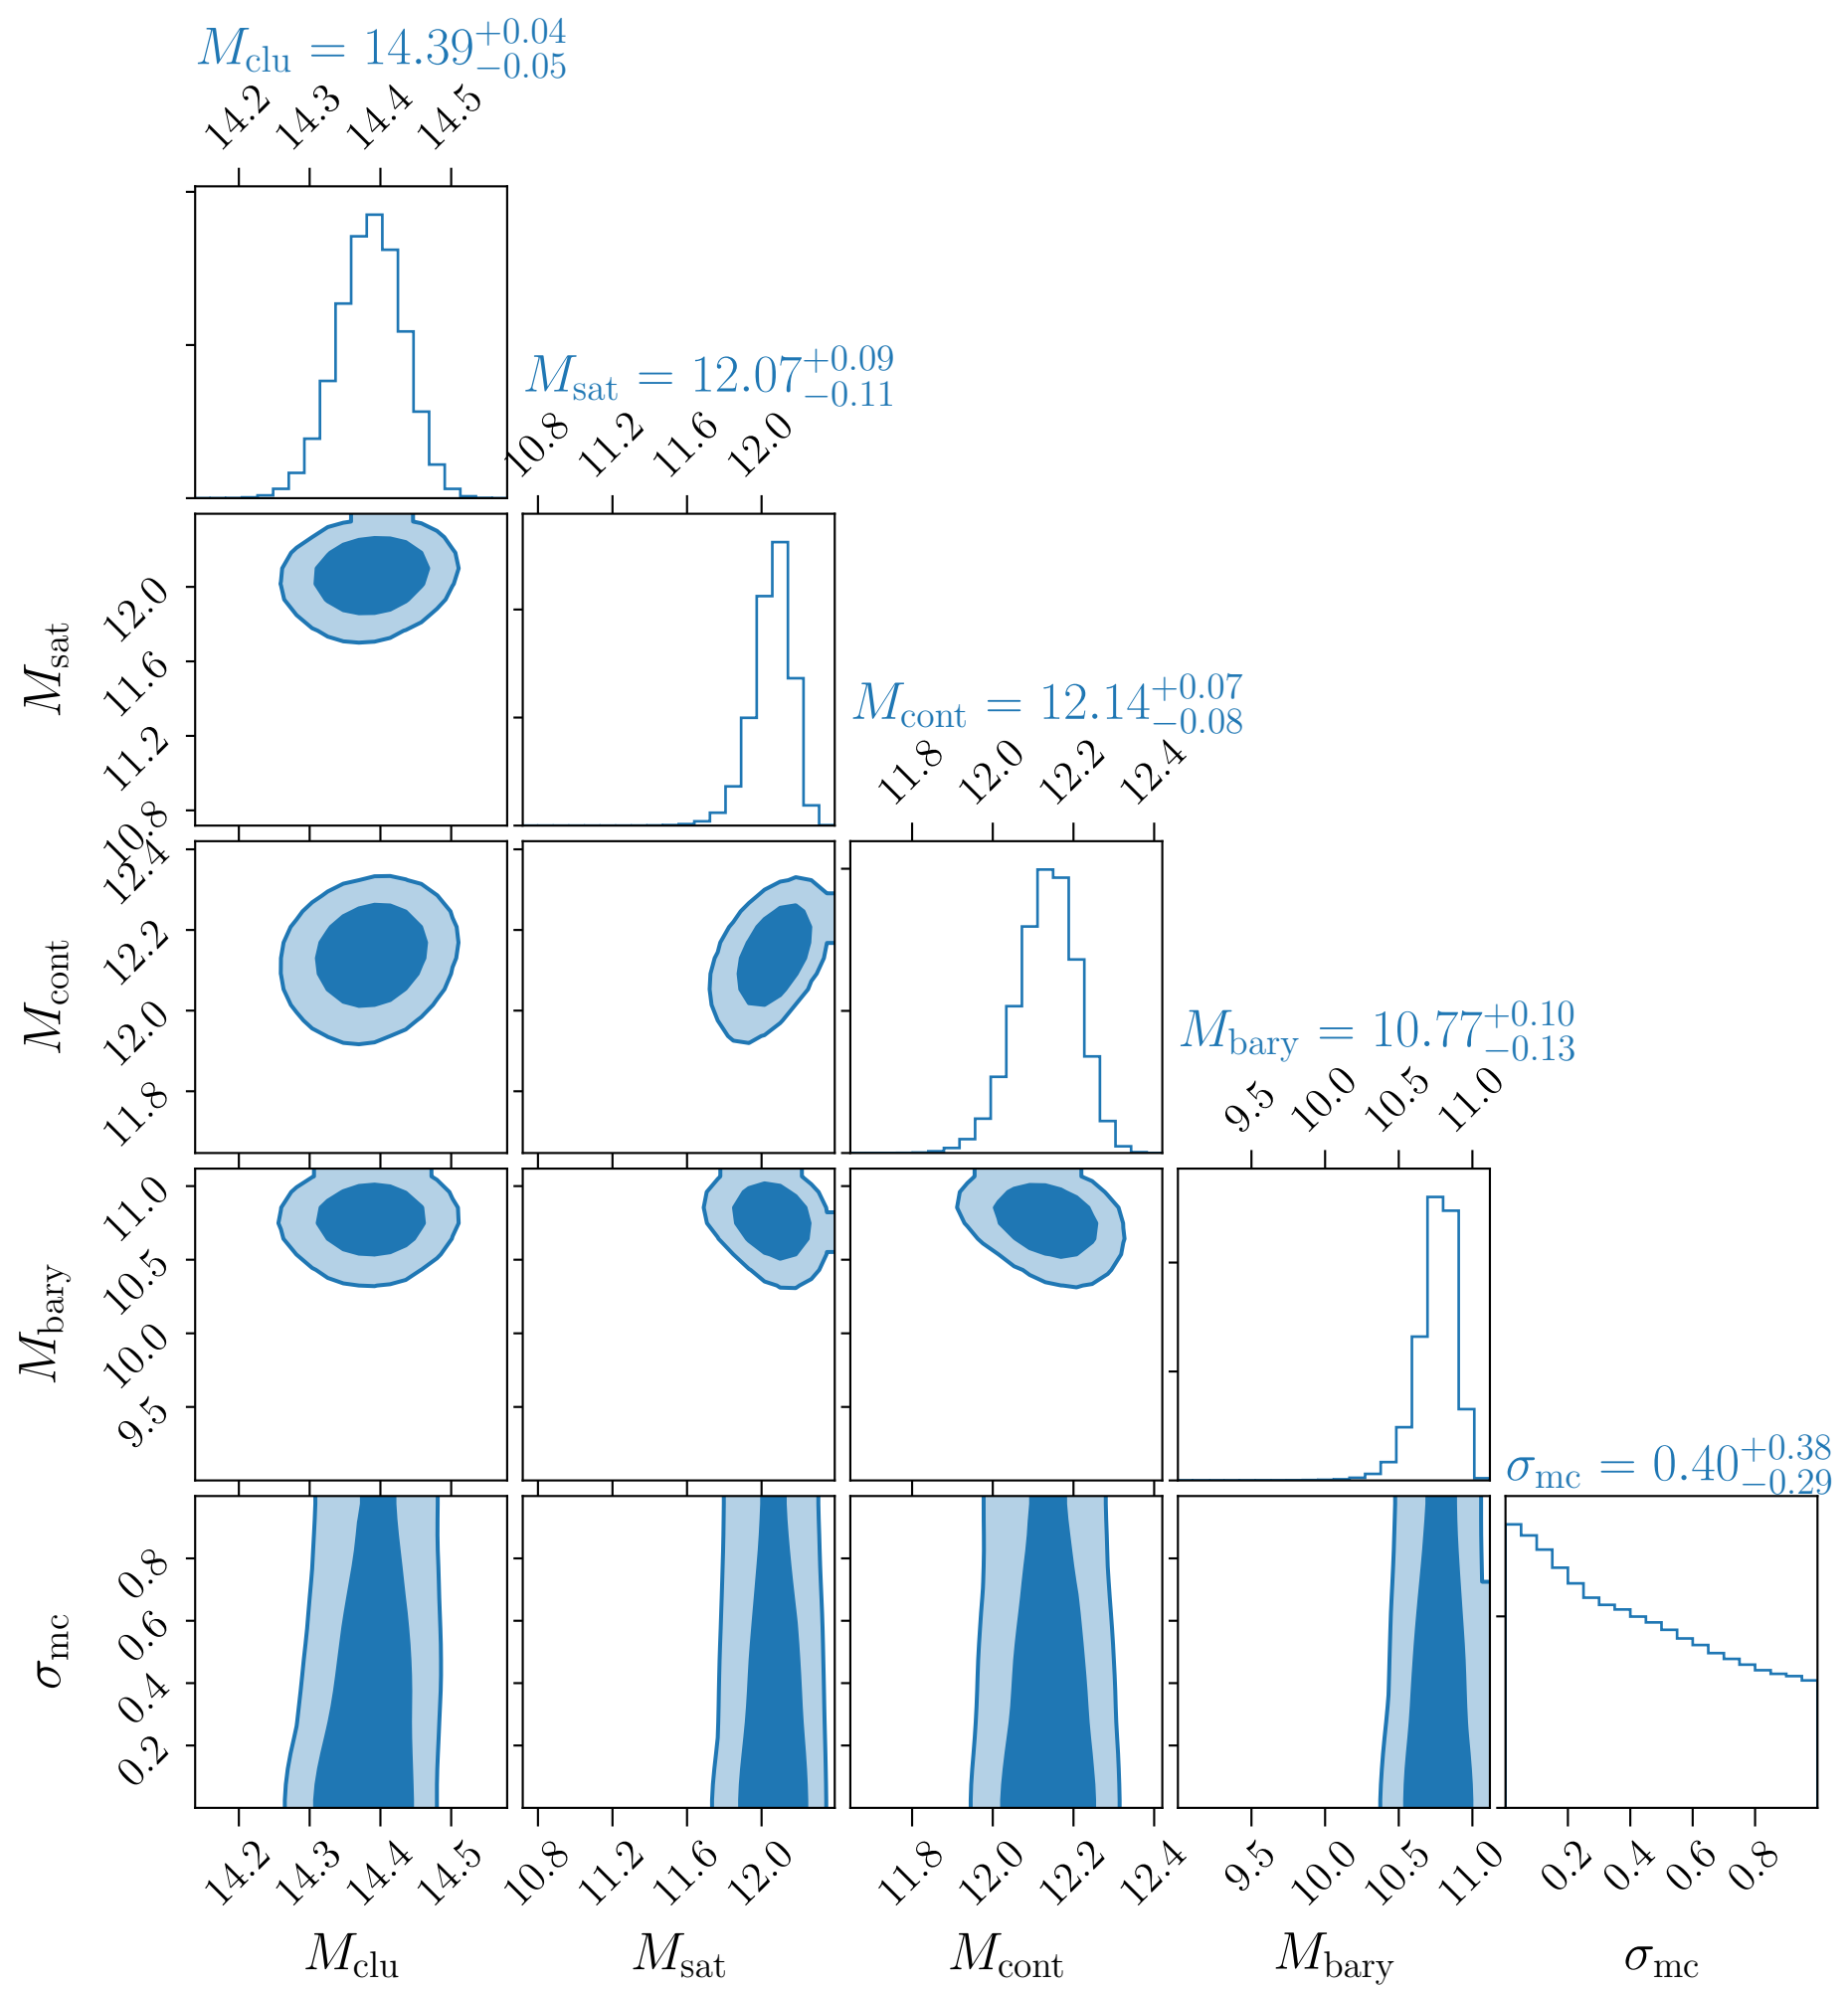 M_clu = 14.39^{+0.04}_{-0.05}
14.2 14.3 14.4 14.5
M_sat = 12.07^{+0.09}_{-0.11}
10.8 11.2 11.6 12.0
M_cont = 12.14^{+0.07}_{-0.08}
11.8 12.0 12.2 12.4
M_bary = 10.77^{+0.10}_{-0.13}
9.5 10.0 10.5 11.0
σ_mc = 0.40^{+0.38}_{-0.29}
M_sat
12.0
11.6
11.2
10.8
M_cont
12.4
12.2
12.0
11.8
M_bary
11.0
10.5
10.0
9.5
σ_mc
0.8
0.6
0.4
0.2
14.2 14.3 14.4 14.5 10.8 11.2 11.6 12.0 11.8 12.0 12.2 12.4 9.5 10.0 10.5 11.0 0.2 0.4 0.6 0.8
M_clu M_sat M_cont M_bary σ_mc